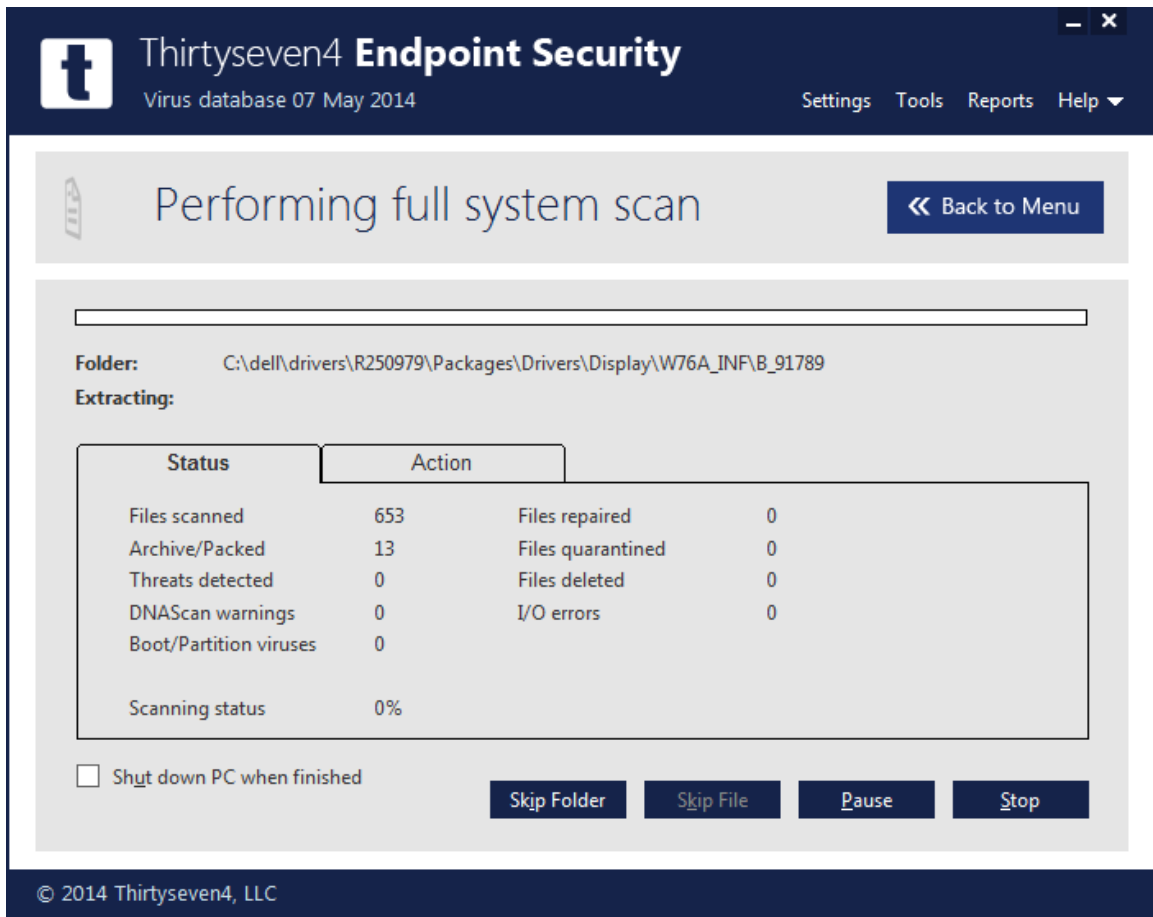 t
Thirtyseven4 Endpoint Security
Virus database 07 May 2014
Settings Tools Reports Help
Performing full system scan
Back to Menu
Folder: C:\dell\drivers\R250979\Packages\Drivers\Display\W76A_INF\B_91789
Extracting:
Status Action
Files scanned 653 Files repaired 0
Archive/Packed 13 Files quarantined 0
Threats detected 0 Files deleted 0
DNAScan warnings 0 I/O errors 0
Boot/Partition viruses 0
Scanning status 0%
Shut down PC when finished
Skip Folder Skip File Pause Stop
© 2014 Thirtyseven4, LLC